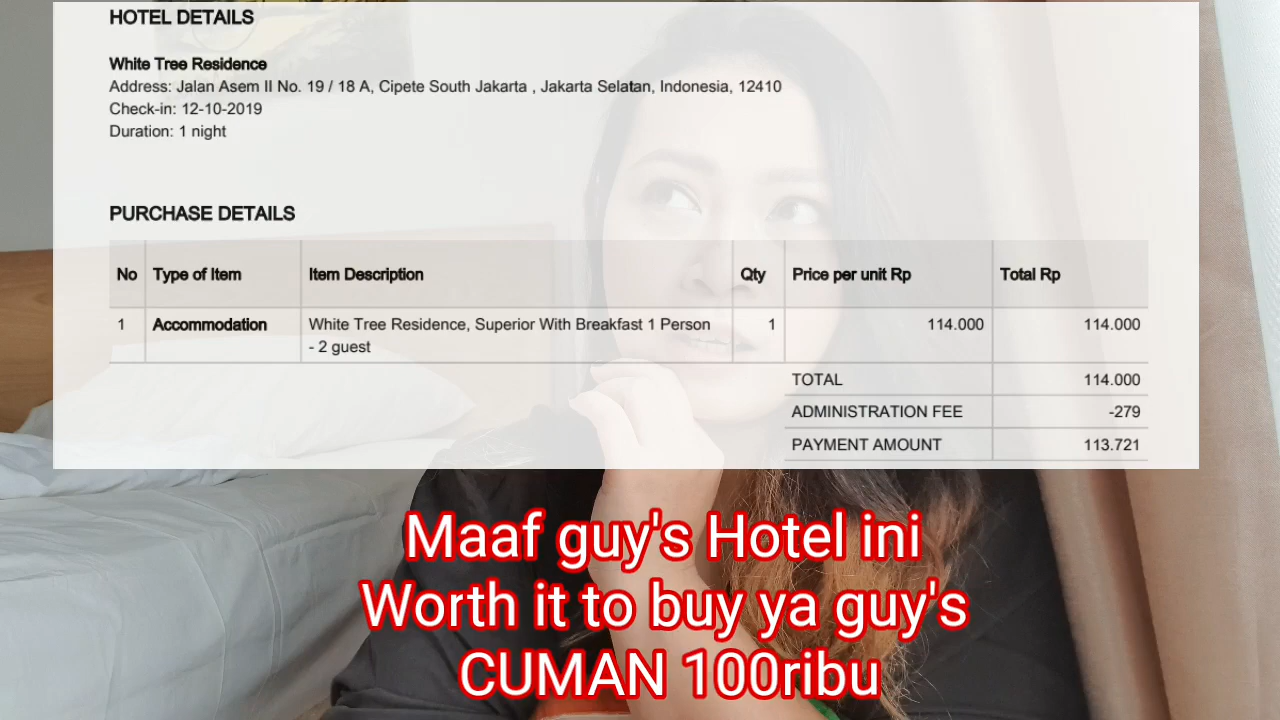 HOTEL DETAILS
White Tree Residence
Address: Jalan Asem II No. 19 / 18 A, Cipete South Jakarta , Jakarta Selatan, Indonesia, 12410
Check-in: 12-10-2019
Duration: 1 night
PURCHASE DETAILS
No Type of Item Item Description Qty Price per unit Rp Total Rp
1 Accommodation White Tree Residence, Superior With Breakfast 1 Person 1 114.000 114.000
- 2 guest
TOTAL 114.000
ADMINISTRATION FEE -279
PAYMENT AMOUNT 113.721
Maaf guy's Hotel ini
Worth it to buy ya guy's
CUMAN 100ribu